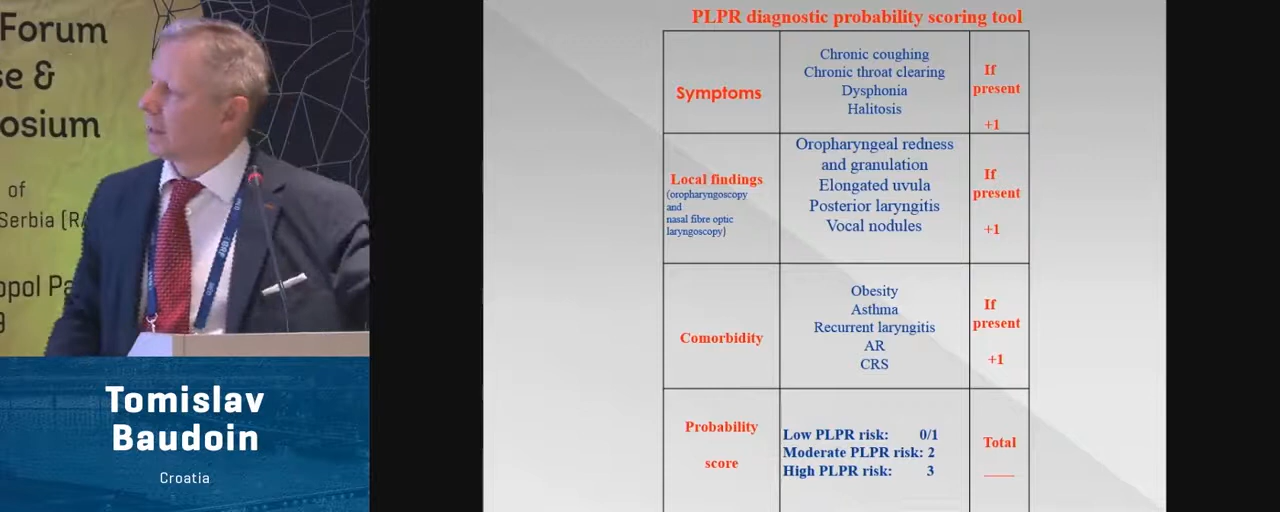 Forum
se &
osium
of
Serbia (RA
opol Pa
9
Tomislav
Baudoin
Croatia
PLPR diagnostic probability scoring tool
Symptoms
Chronic coughing
Chronic throat clearing
Dysphonia
Halitosis
If
present
+1
Local findings
(oropharyngoscopy
and
nasal fibre optic
laryngoscopy)
Oropharyngeal redness
and granulation
Elongated uvula
Posterior laryngitis
Vocal nodules
If
present
+1
Comorbidity
Obesity
Asthma
Recurrent laryngitis
AR
CRS
If
present
+1
Probability
score
Low PLPR risk: 0/1
Moderate PLPR risk: 2
High PLPR risk: 3
Total
____